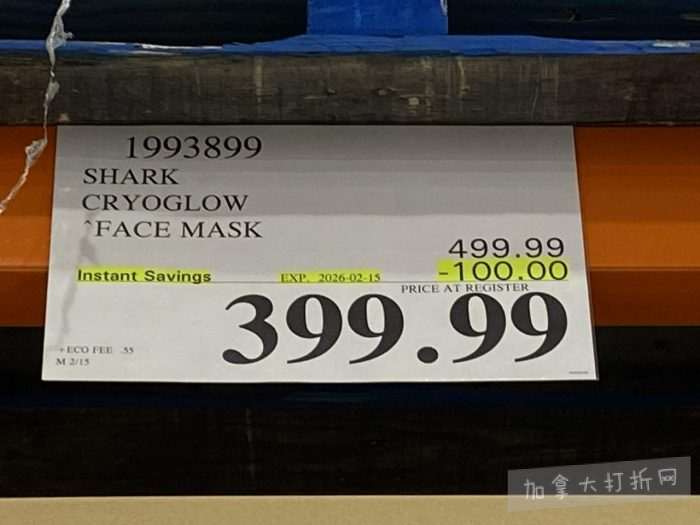 1993899
SHARK
CRYOGLOW
^FACE MASK
499.99
Instant Savings EXP. 2026-02-15 -100.00
PRICE AT REGISTER
399.99
+ECO FEE .55
M 2/15
加拿大打折网